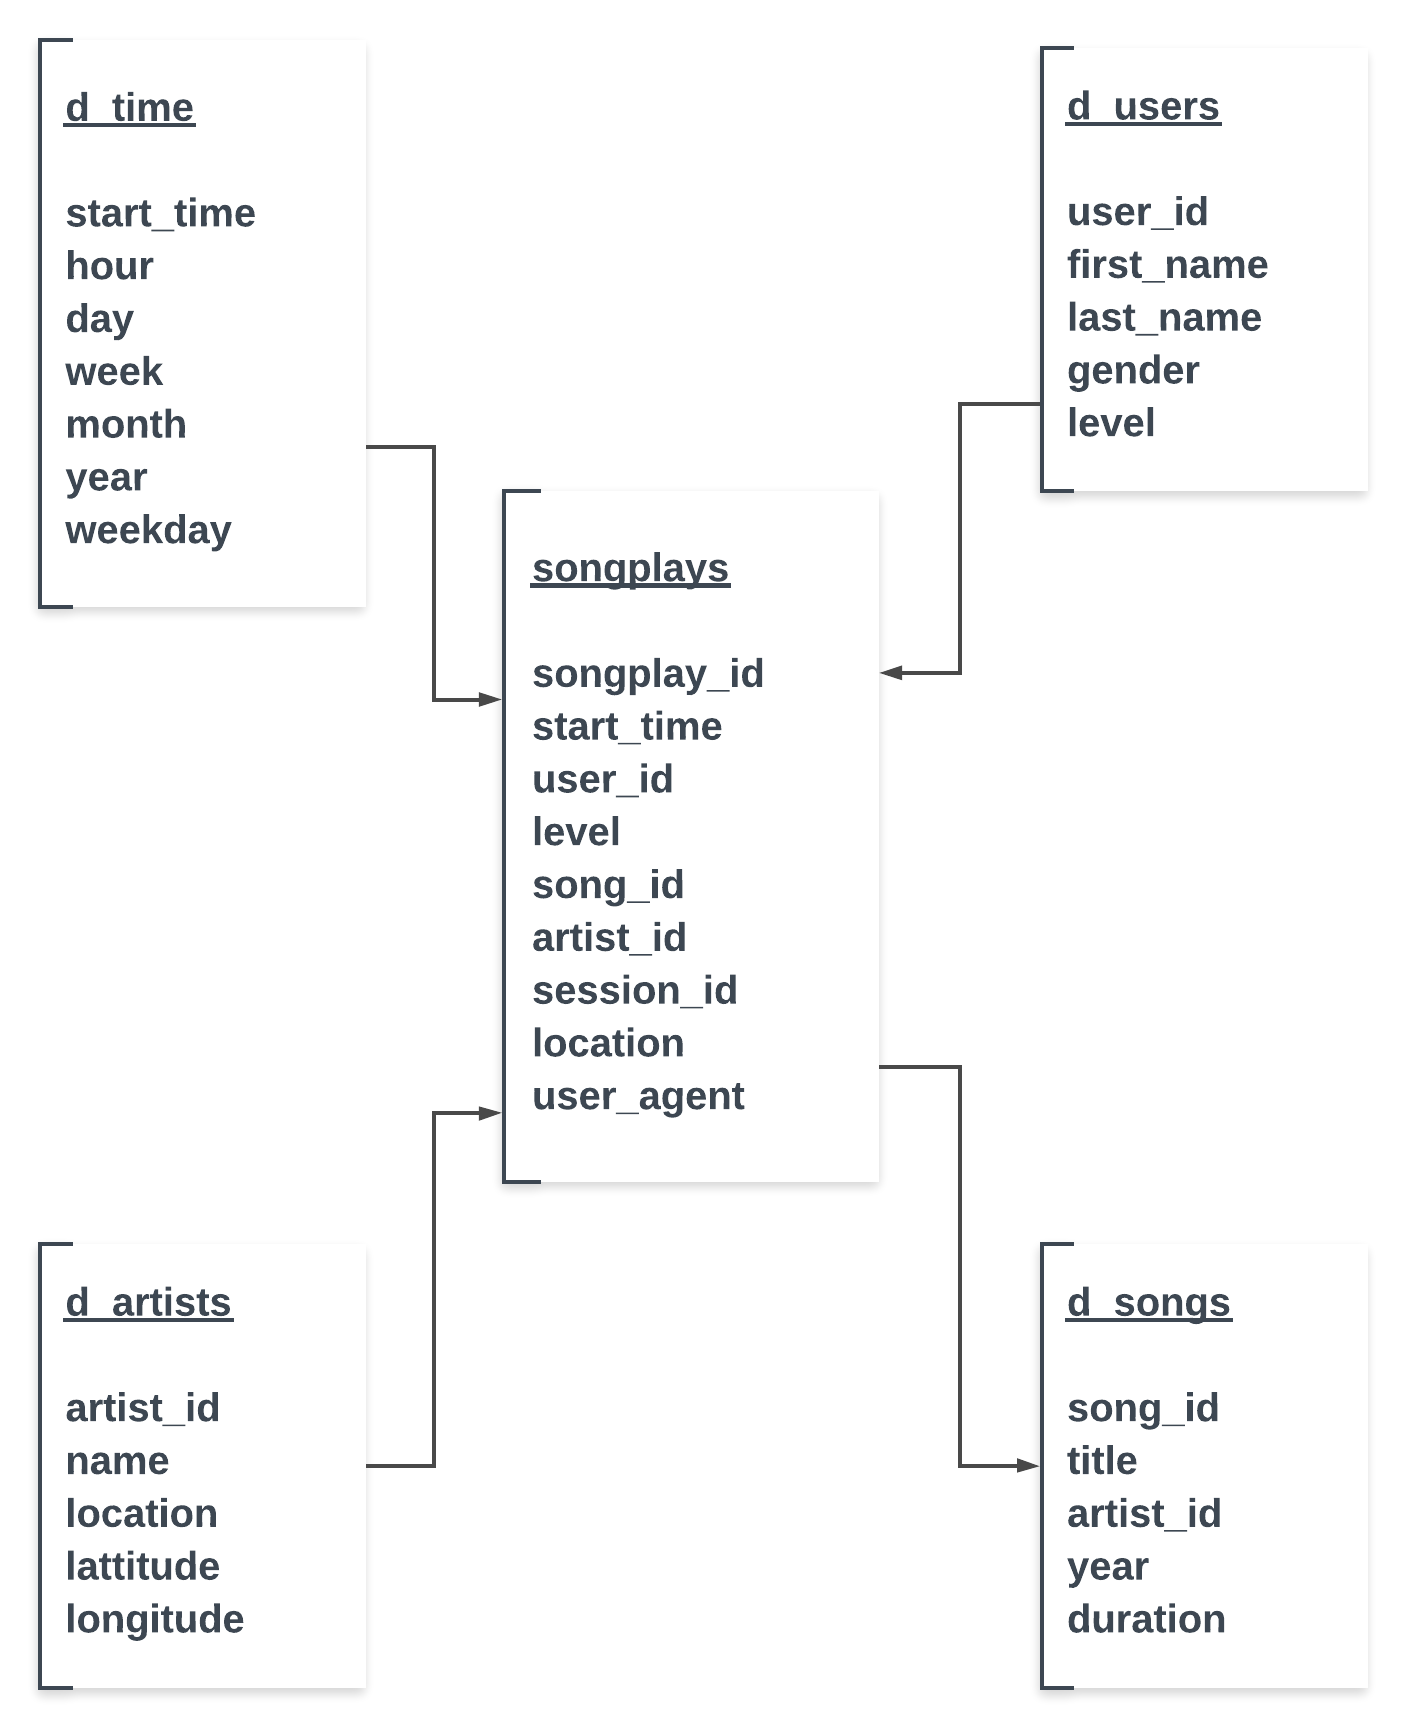 d_time
start_time
hour
day
week
month
year
weekday
d_users
user_id
first_name
last_name
gender
level
songplays
songplay_id
start_time
user_id
level
song_id
artist_id
session_id
location
user_agent
d_artists
artist_id
name
location
lattitude
longitude
d_songs
song_id
title
artist_id
year
duration